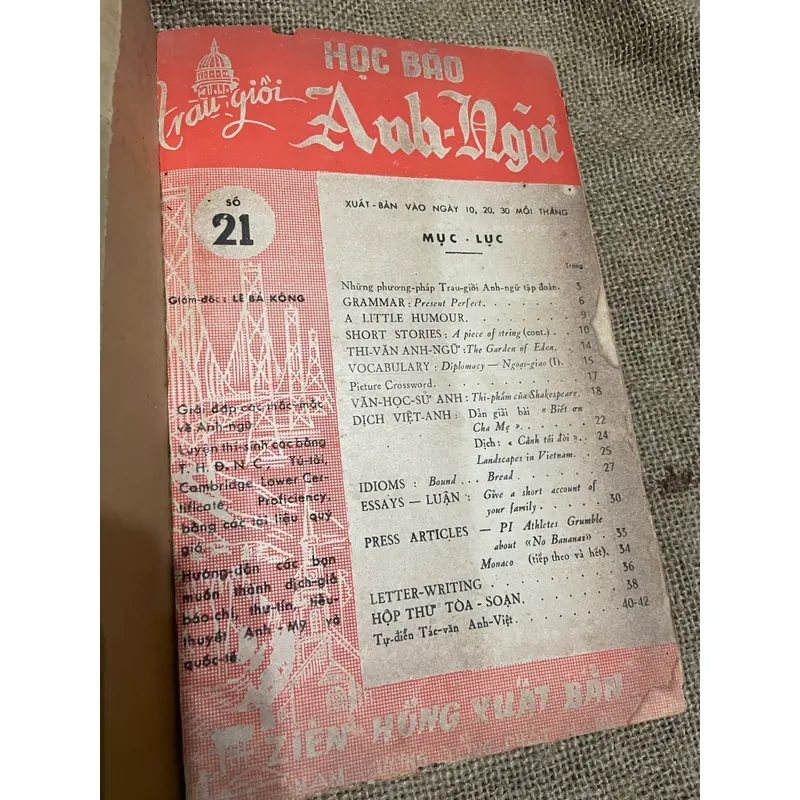 HỌC BÁO
Trau giồi
Anh-Ngữ
SỐ
21
XUẤT-BẢN VÀO NGÀY 10, 20, 30 MỖI THÁNG
MỤC - LỤC
Trang
Những phương-pháp Trau-giồi Anh-ngữ tập đoàn. 3
GRAMMAR : Present Perfect. . . . . . . 6
A LITTLE HUMOUR. . . . . . . . 9
SHORT STORIES : A piece of string (cont.) . . 10
THI-VĂN ANH-NGỮ : The Garden of Eden. . 14
VOCABULARY : Diplomacy — Ngoại-giao (I). . 15
Picture Crossword. . . . . . . . . 17
VĂN-HỌC-SỬ ANH : Thi-phẩm của Shakespeare. 18
DỊCH VIỆT-ANH : Dẫn giải bài « Biết ơn
Cha Mẹ » . . . . . . 22
Dịch : « Cảnh tôi đòi » . . 24
Landscapes in Vietnam. . . 25
IDIOMS : Bound . . . Bread . . . . . . 27
ESSAYS — LUẬN : Give a short account of
your family . . . . . 30
PRESS ARTICLES — PI Athletes Grumble
about «No Bananas» . 33
Monaco (tiếp theo và hết). 34
LETTER-WRITING . . . . . . . . 36
HỘP THƯ TÒA - SOẠN. . . . . . . 38
Tự-điển Tác-văn Anh-Việt. . . . . . . 40-42
Giám-đốc : LÊ BÁ KÔNG
Giải đáp các thắc-mắc
về Anh-ngữ
Luyện thi-sinh các bằng
T. H. Đ. N. C., Tú-tài,
Cambridge Lower Cer-
tificate, Proficiency,
bằng các tài liệu quý
giá.
Hướng-dẫn các bạn
muốn thành dịch-giả
báo-chí, thư-tín, tiểu-
thuyết Anh-Mỹ và
quốc-tế.
ZIÊN HỒNG XUẤT BẢN